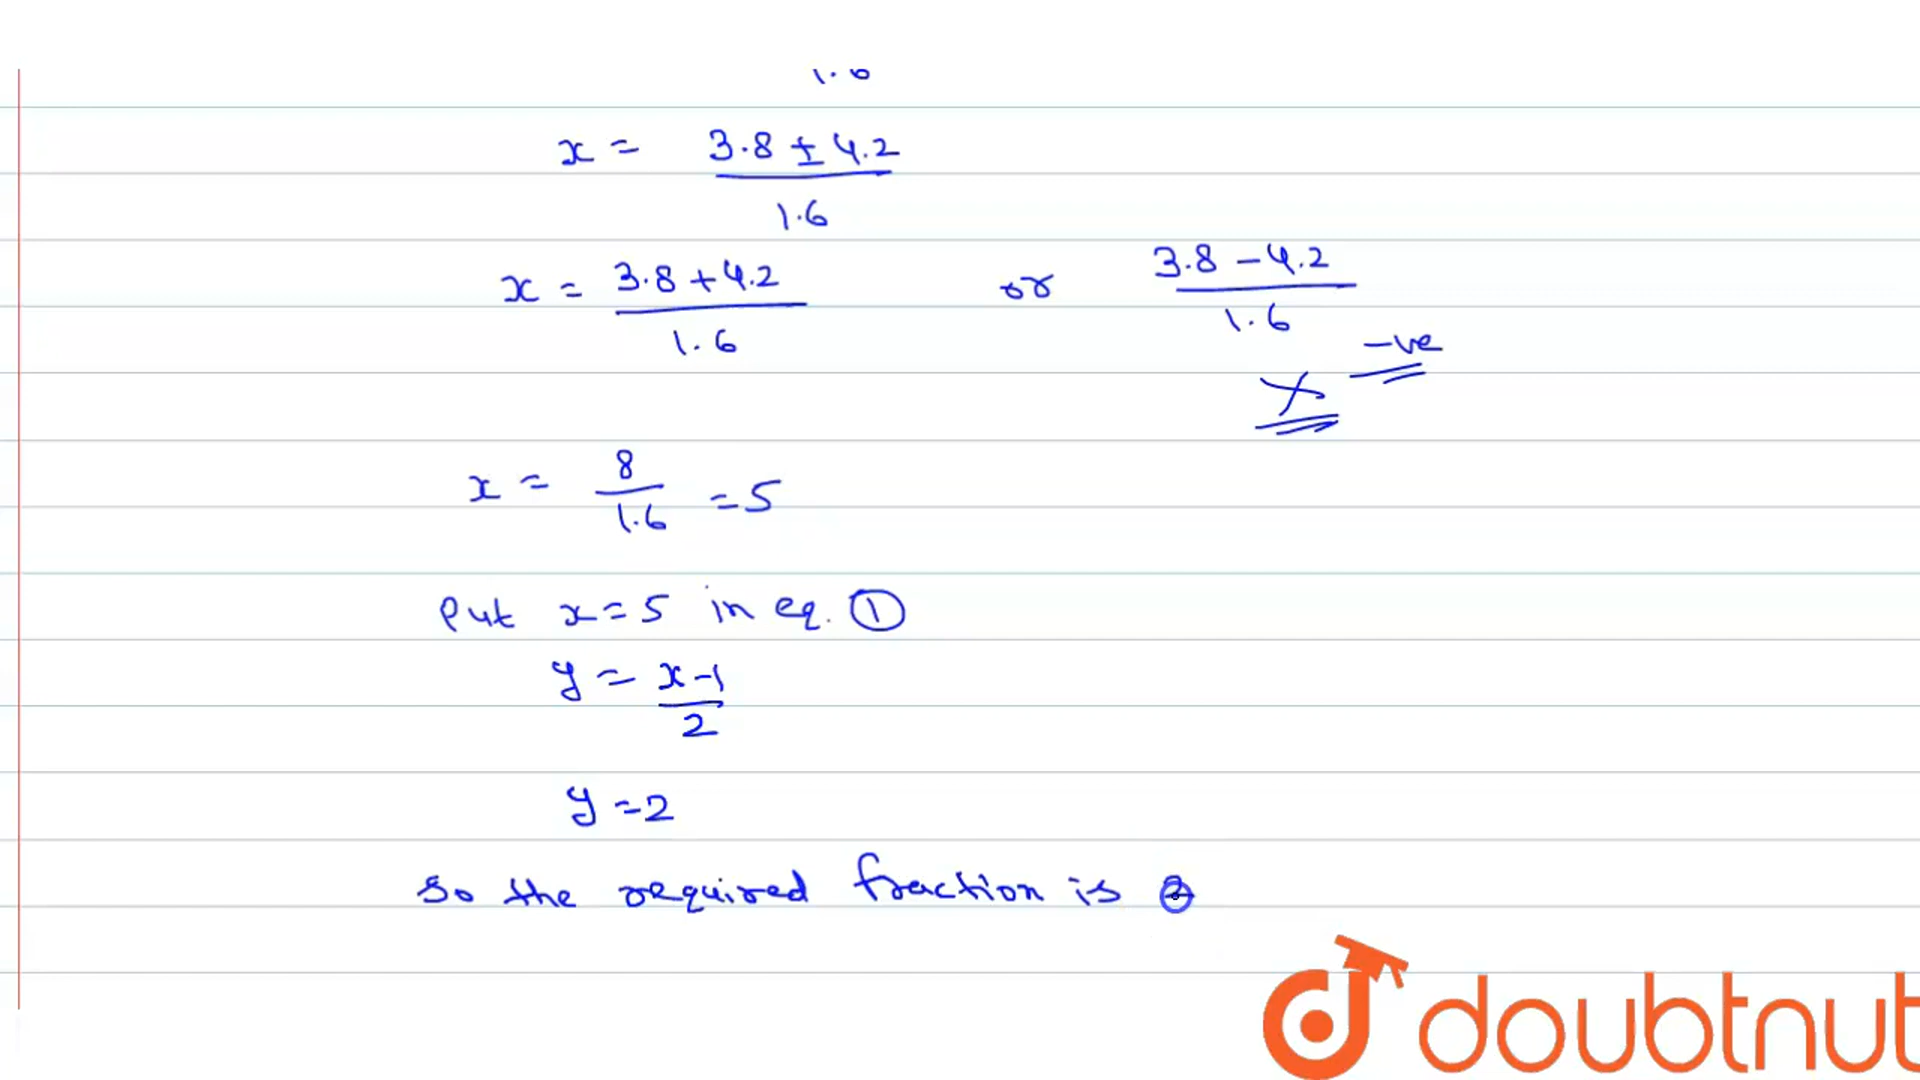 1.6
x = 3.8 ± 4.2
1.6
x = 3.8 + 4.2 or 3.8 - 4.2
1.6 1.6
-ve
x = 8 = 5
1.6
Put x = 5 in eq. ①
y = x - 1
2
y = 2
So the required fraction is
doubtnut